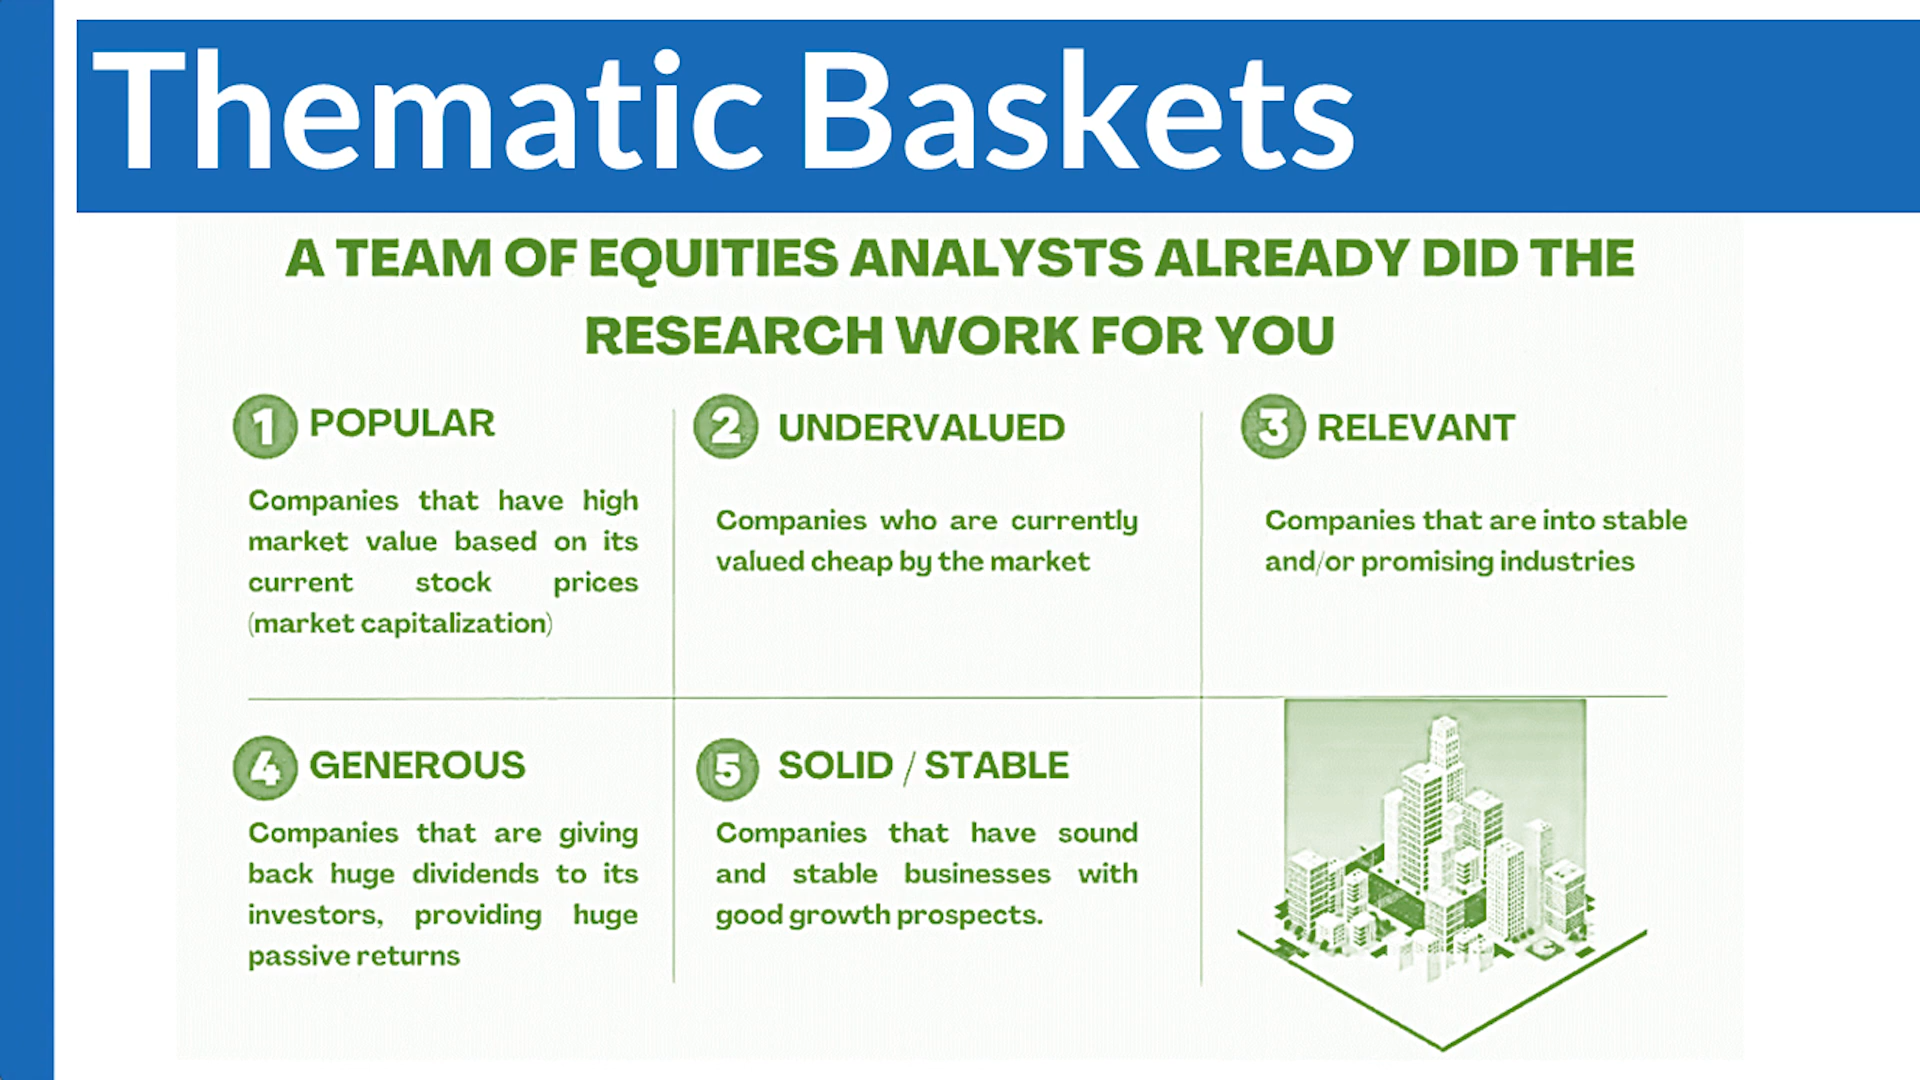 Thematic Baskets
A TEAM OF EQUITIES ANALYSTS ALREADY DID THE
RESEARCH WORK FOR YOU
1 POPULAR
Companies that have high
market value based on its
current stock prices
(market capitalization)
2 UNDERVALUED
Companies who are currently
valued cheap by the market
3 RELEVANT
Companies that are into stable
and/or promising industries
4 GENEROUS
Companies that are giving
back huge dividends to its
investors, providing huge
passive returns
5 SOLID / STABLE
Companies that have sound
and stable businesses with
good growth prospects.